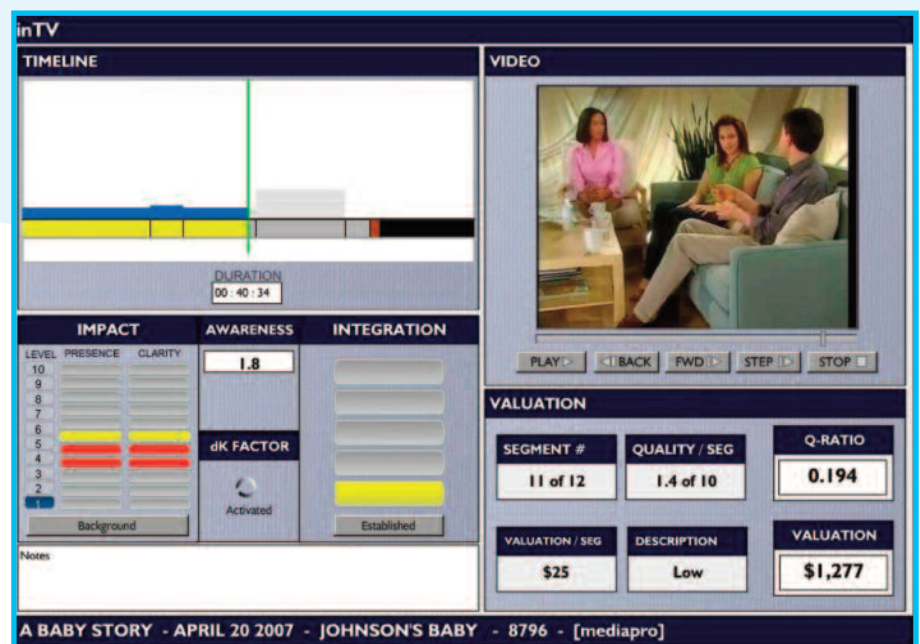 inTV
TIMELINE
DURATION
00 : 40 : 34
IMPACT
LEVEL PRESENCE CLARITY
10
9
8
7
6
5
4
3
2
1
Background
AWARENESS
1.8
dK FACTOR
Activated
INTEGRATION
Established
Notes
VIDEO
PLAY BACK FWD STEP STOP
VALUATION
SEGMENT #
11 of 12
QUALITY / SEG
1.4 of 10
Q-RATIO
0.194
VALUATION / SEG
$25
DESCRIPTION
Low
VALUATION
$1,277
A BABY STORY - APRIL 20 2007 - JOHNSON'S BABY - 8796 - [mediapro]